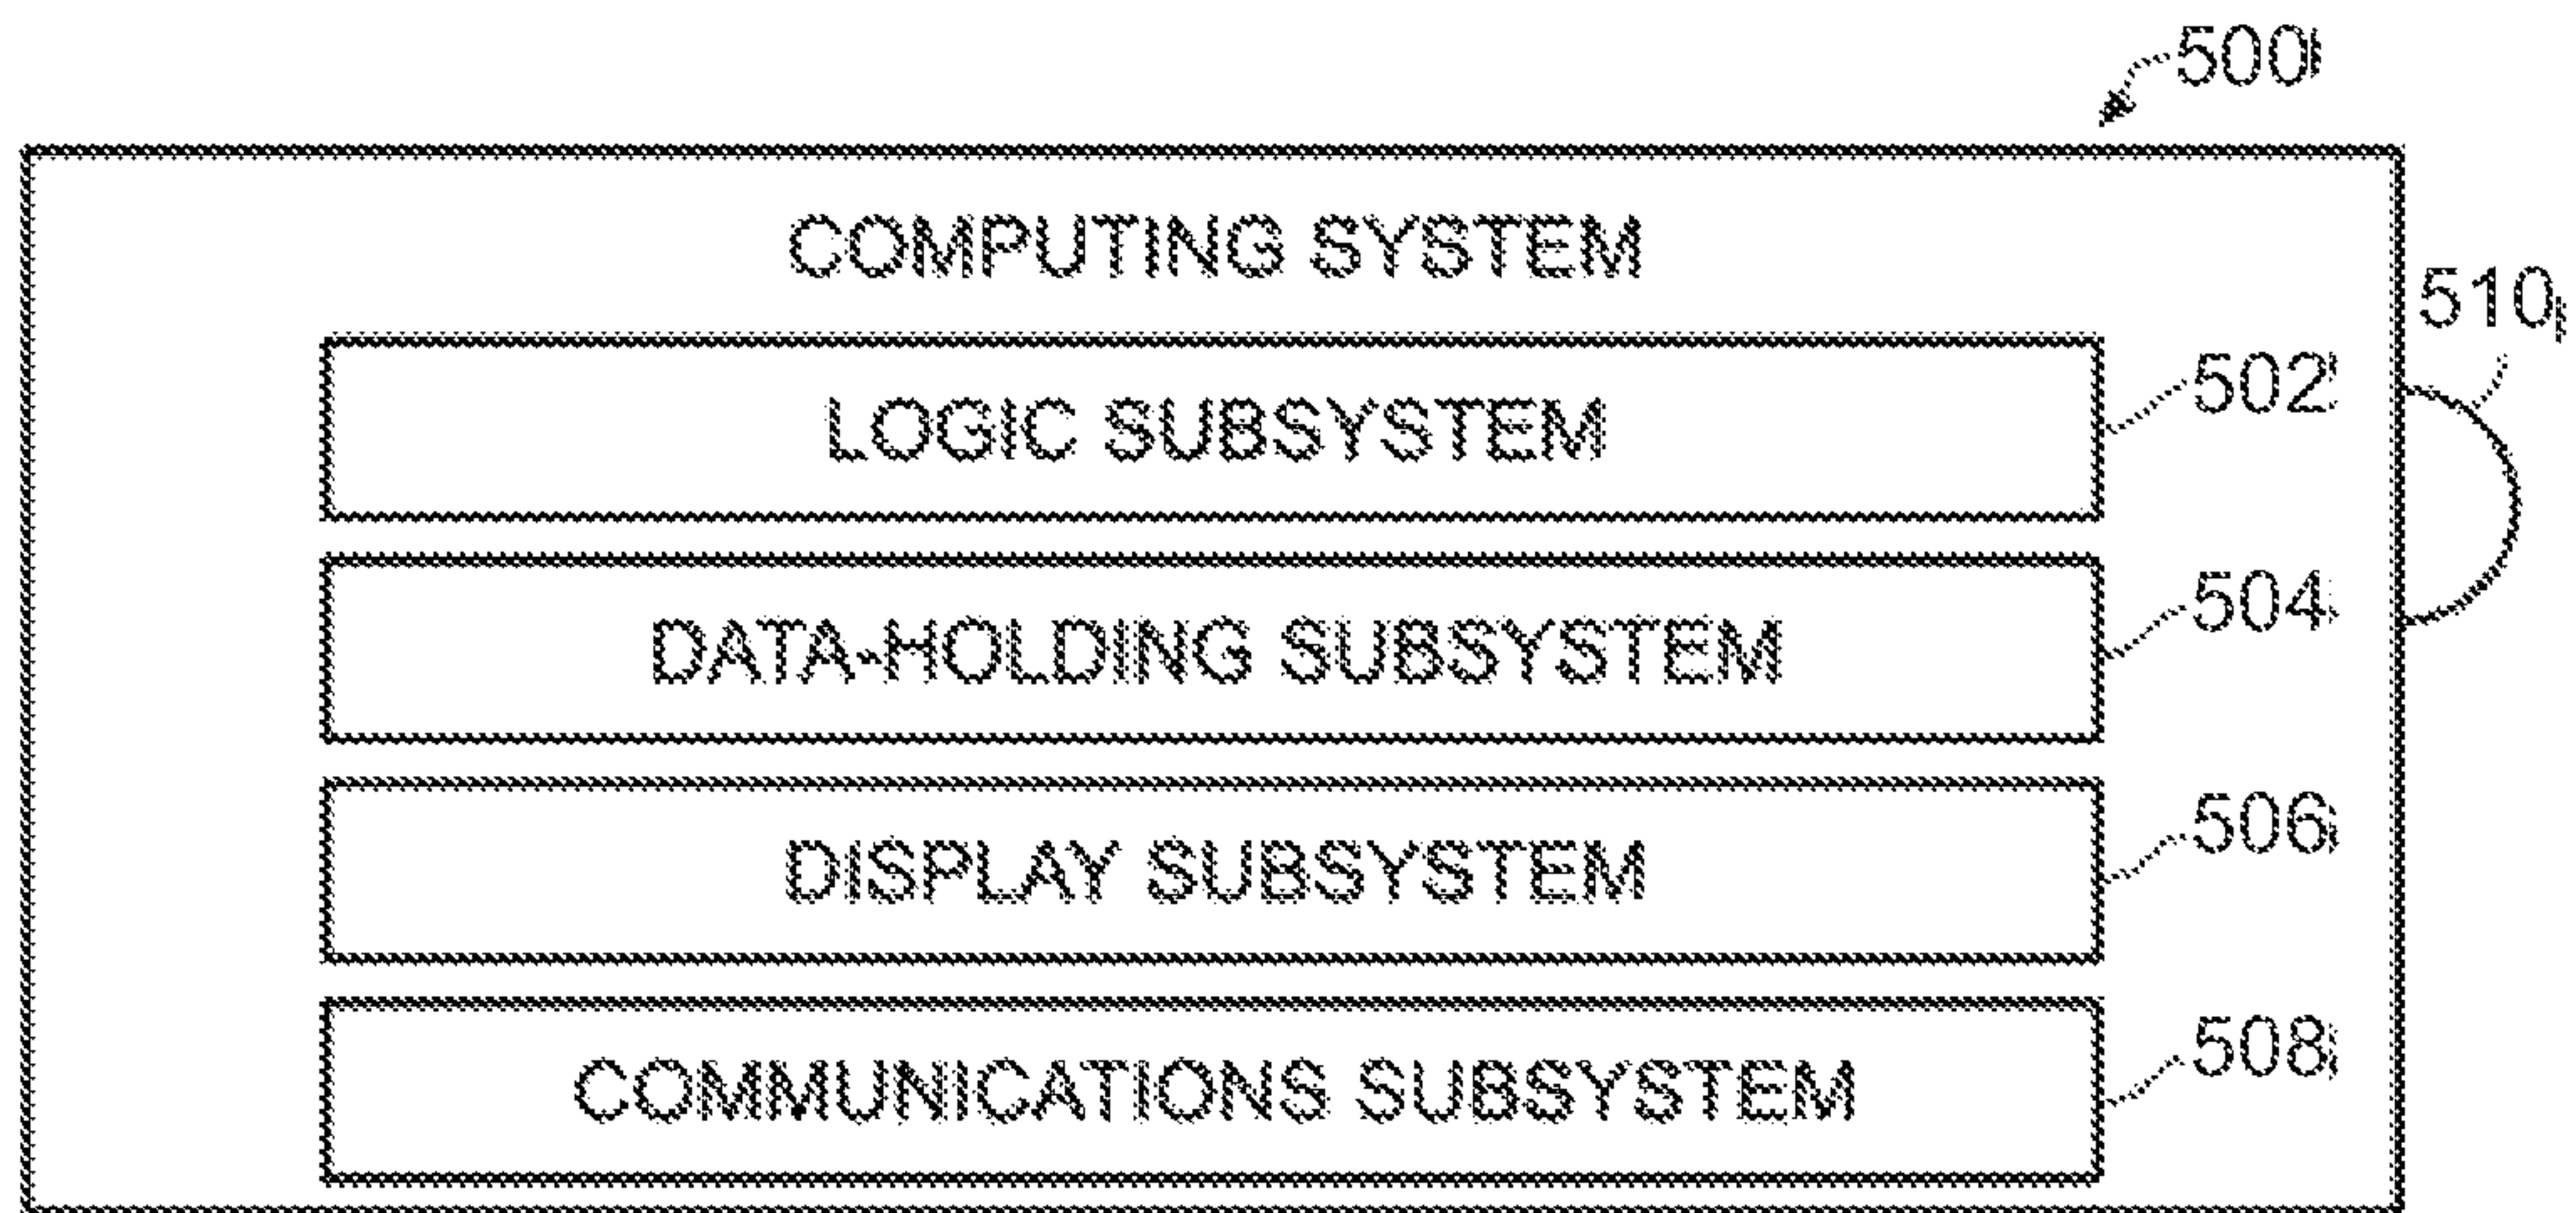 500
COMPUTING SYSTEM
510
LOGIC SUBSYSTEM 502
DATA-HOLDING SUBSYSTEM 504
DISPLAY SUBSYSTEM 506
COMMUNICATIONS SUBSYSTEM 508